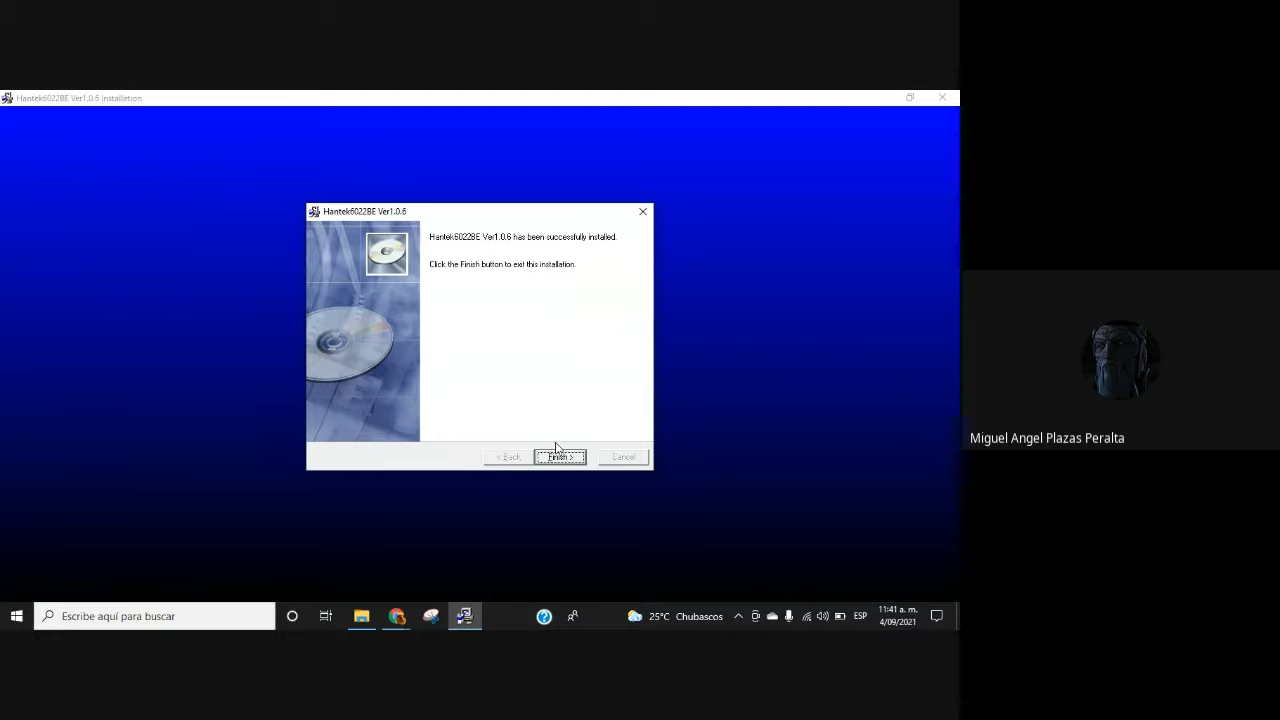 Hantek6022BE Ver1.0.6 Installation
Hantek6022BE Ver1.0.6
Hantek6022BE Ver1.0.6 has been successfully installed.
Click the Finish button to exit this installation.
< Back
Finish >
Cancel
Miguel Angel Plazas Peralta
Escribe aquí para buscar
25°C Chubascos
ESP
11:41 a. m.
4/09/2021